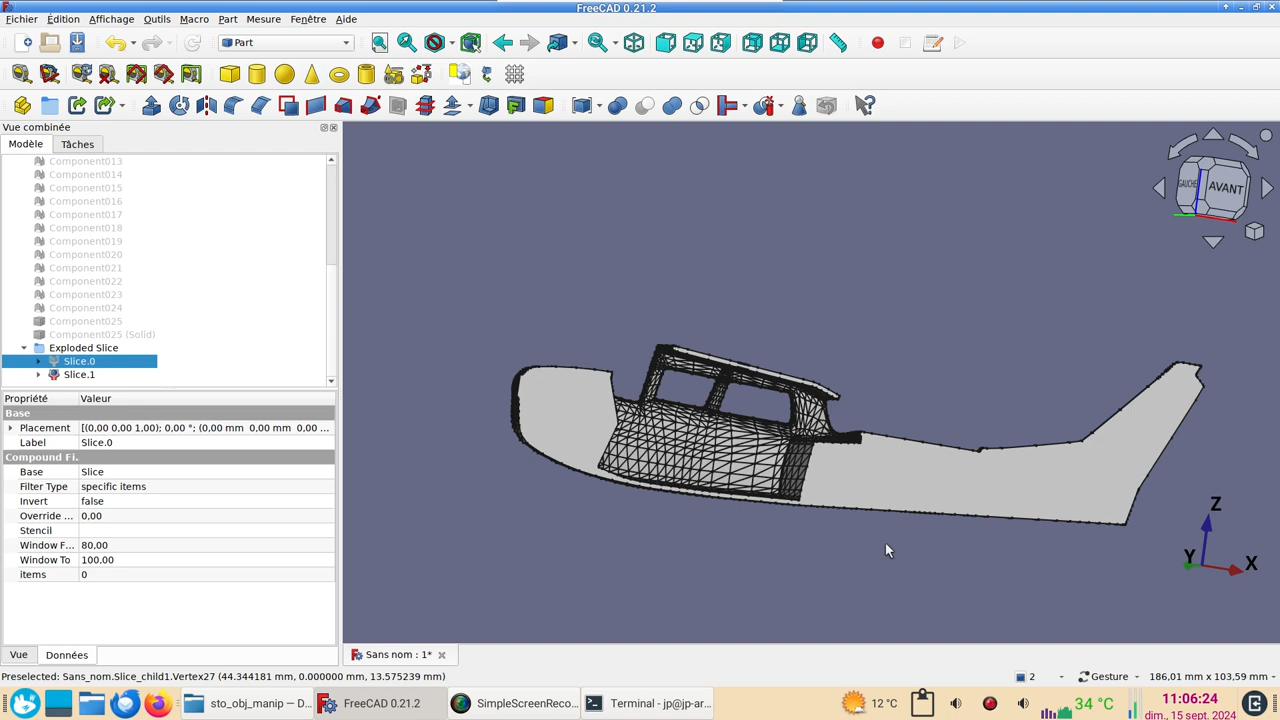 FreeCAD 0.21.2
Fichier Édition Affichage Outils Macro Part Mesure Fenêtre Aide
Part
Vue combinée
Modèle Tâches
Component013
Component014
Component015
Component016
Component017
Component018
Component019
Component020
Component021
Component022
Component023
Component024
Component025
Component025 (Solid)
Exploded Slice
Slice.0
Slice.1
Propriété Valeur
Base
Placement [(0,00 0,00 1,00); 0,00 °; (0,00 mm 0,00 mm 0,00 ...
Label Slice.0
Compound Fi...
Base Slice
Filter Type specific items
Invert false
Override ... 0,00
Stencil
Window F... 80,00
Window To 100,00
items 0
Vue Données
GAUCHE AVANT
Z
Y X
Sans nom : 1*
Preselected: Sans_nom.Slice_child1.Vertex27 (44.344181 mm, 0.000000 mm, 13.575239 mm)
2 Gesture 186,01 mm x 103,59 mm
sto_obj_manip — D... FreeCAD 0.21.2 SimpleScreenReco... Terminal - jp@jp-ar... 12°C 34 °C 11:06:24
dim., 15 sept. 2024